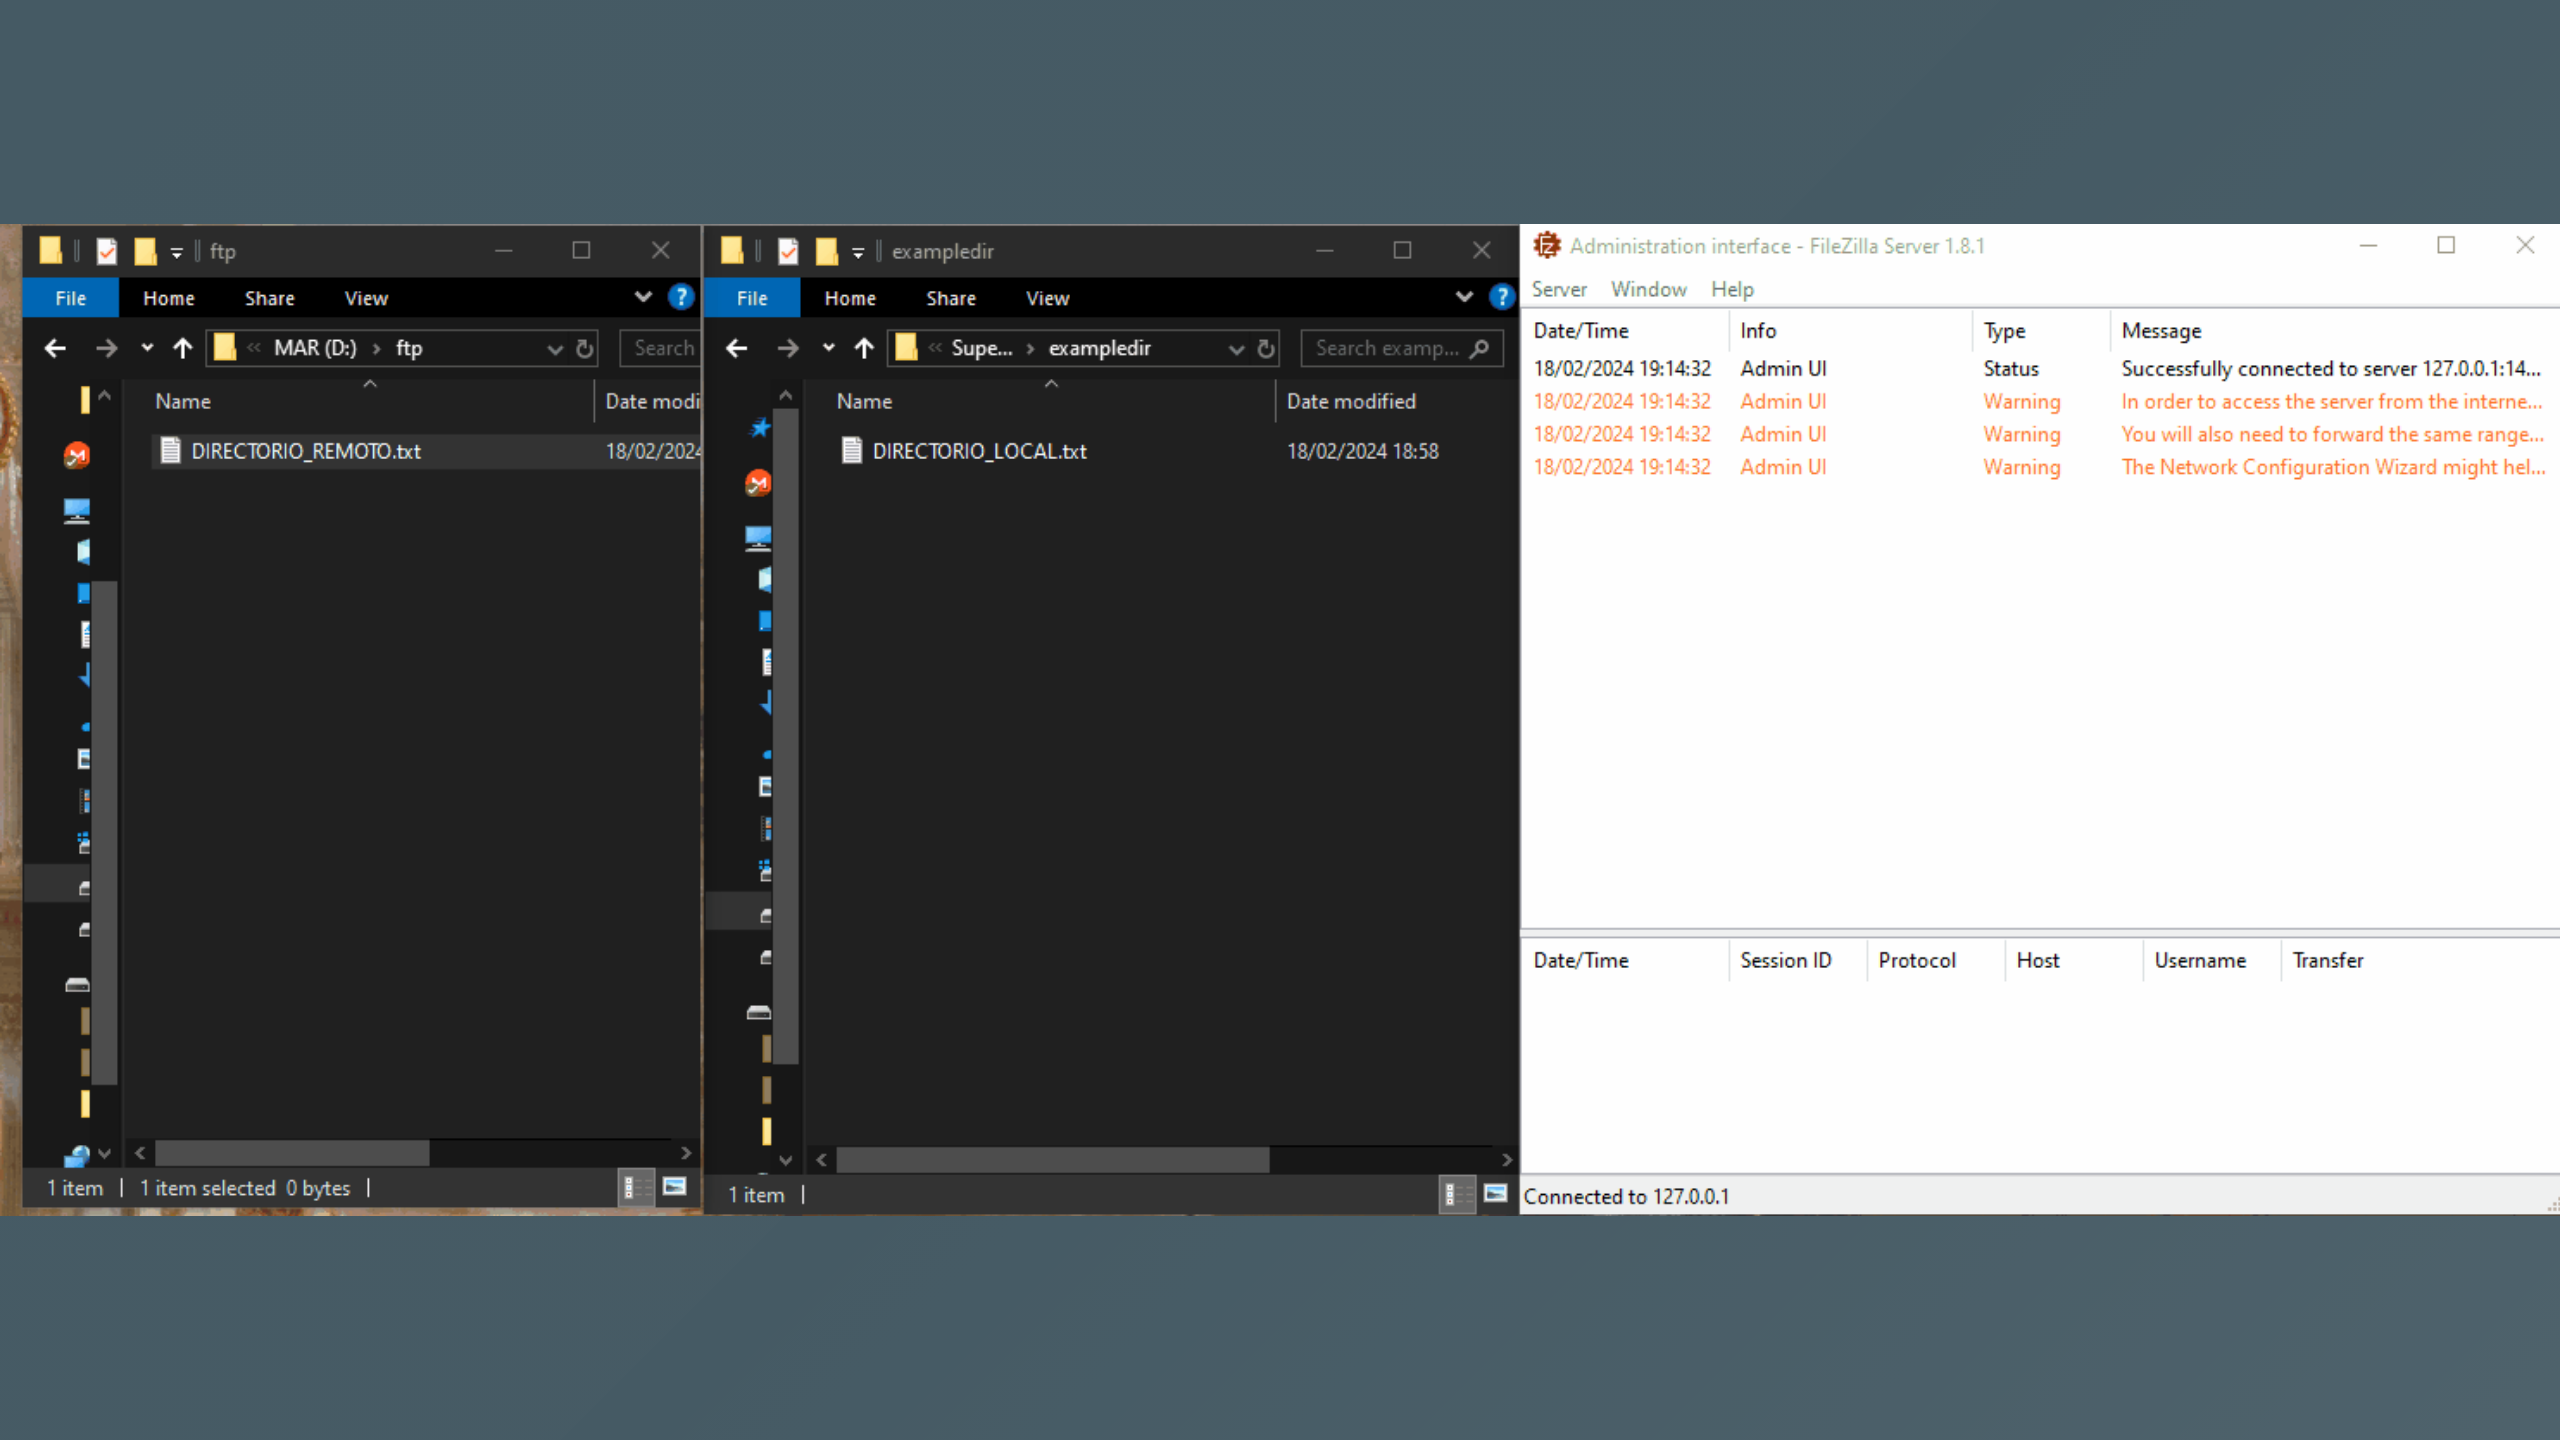 ftp
File Home Share View
MAR (D:) ftp
Search
Name Date modi
DIRECTORIO_REMOTO.txt 18/02/2024
1 item 1 item selected 0 bytes
exampledir
File Home Share View
Supe... exampledir
Search examp...
Name Date modified
DIRECTORIO_LOCAL.txt 18/02/2024 18:58
1 item
Administration interface - FileZilla Server 1.8.1
Server Window Help
Date/Time Info Type Message
18/02/2024 19:14:32 Admin UI Status Successfully connected to server 127.0.0.1:14...
18/02/2024 19:14:32 Admin UI Warning In order to access the server from the interne...
18/02/2024 19:14:32 Admin UI Warning You will also need to forward the same range...
18/02/2024 19:14:32 Admin UI Warning The Network Configuration Wizard might hel...
Date/Time Session ID Protocol Host Username Transfer
Connected to 127.0.0.1